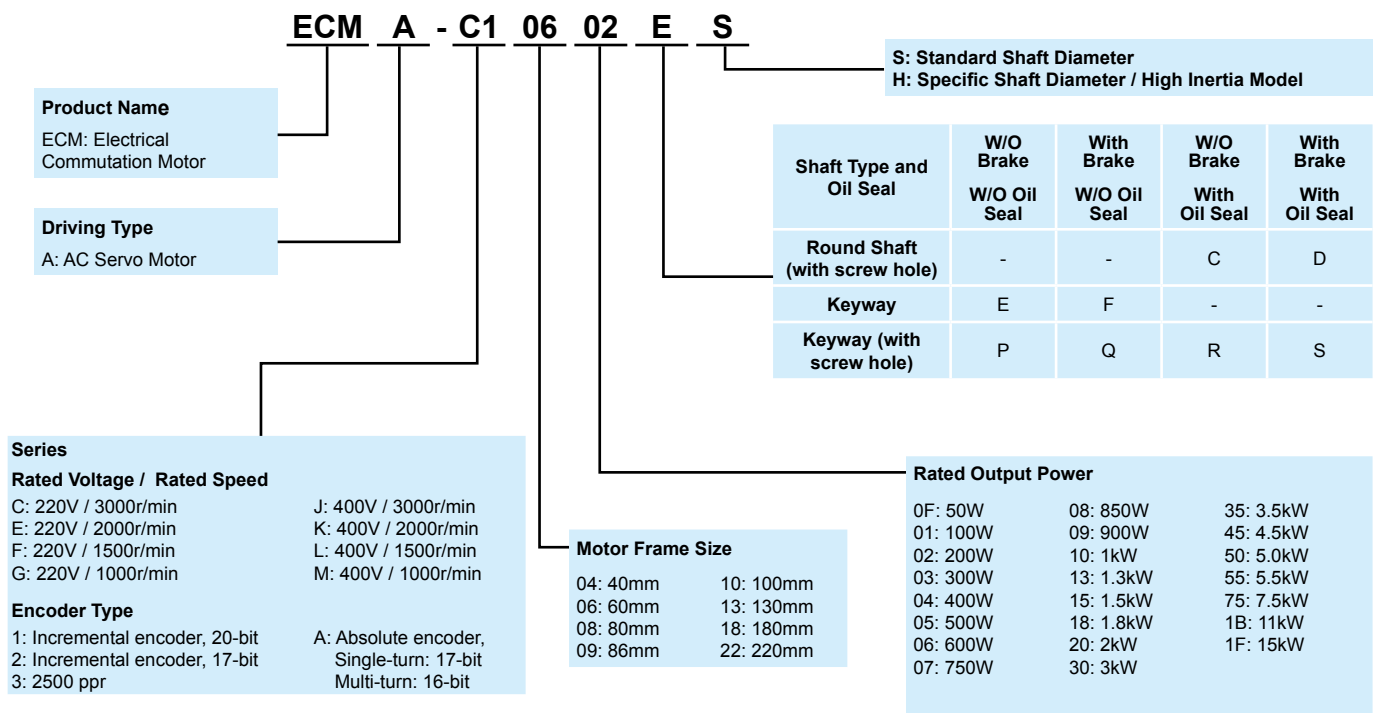 ECM A - C1 06 02 E S
S: Standard Shaft Diameter
H: Specific Shaft Diameter / High Inertia Model
Product Name
ECM: Electrical
Commutation Motor
Driving Type
A: AC Servo Motor
Shaft Type and
Oil Seal
W/O
Brake
W/O Oil
Seal
With
Brake
W/O Oil
Seal
W/O
Brake
With
Oil Seal
With
Brake
With
Oil Seal
Round Shaft
(with screw hole)
- - C D
Keyway E F - -
Keyway (with
screw hole)
P Q R S
Series
Rated Voltage / Rated Speed
C: 220V / 3000r/min
E: 220V / 2000r/min
F: 220V / 1500r/min
G: 220V / 1000r/min
J: 400V / 3000r/min
K: 400V / 2000r/min
L: 400V / 1500r/min
M: 400V / 1000r/min
Encoder Type
1: Incremental encoder, 20-bit
2: Incremental encoder, 17-bit
3: 2500 ppr
A: Absolute encoder,
Single-turn: 17-bit
Multi-turn: 16-bit
Motor Frame Size
04: 40mm
06: 60mm
08: 80mm
09: 86mm
10: 100mm
13: 130mm
18: 180mm
22: 220mm
Rated Output Power
0F: 50W
01: 100W
02: 200W
03: 300W
04: 400W
05: 500W
06: 600W
07: 750W
08: 850W
09: 900W
10: 1kW
13: 1.3kW
15: 1.5kW
18: 1.8kW
20: 2kW
30: 3kW
35: 3.5kW
45: 4.5kW
50: 5.0kW
55: 5.5kW
75: 7.5kW
1B: 11kW
1F: 15kW